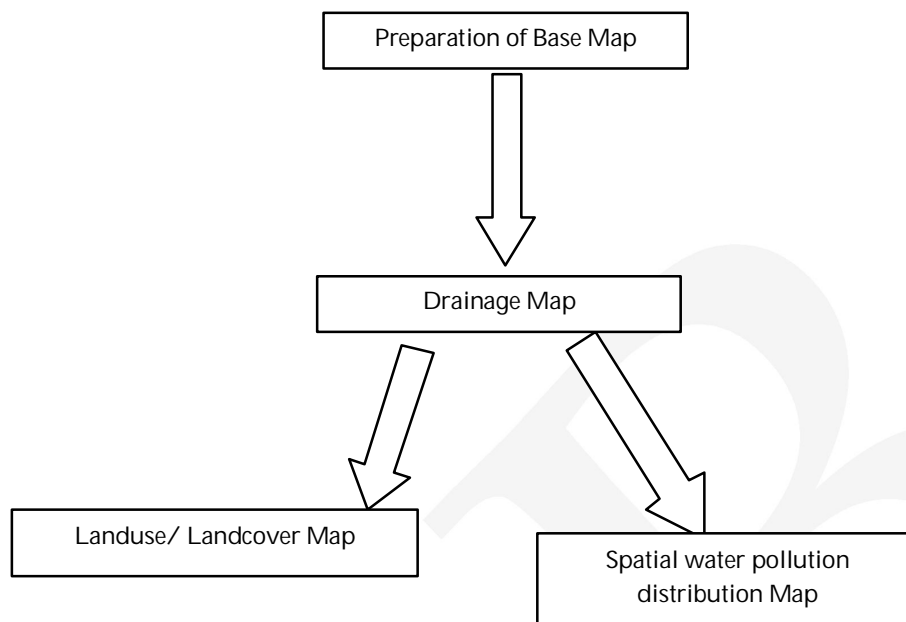 Preparation of Base Map
Drainage Map
Landuse/ Landcover Map
Spatial water pollution
distribution Map